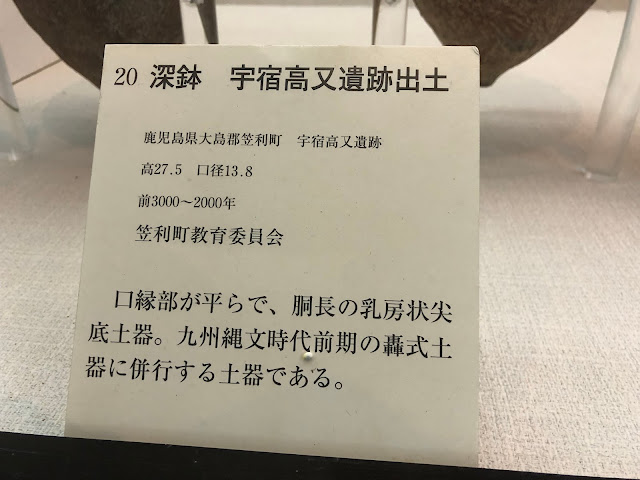 20 深鉢　宇宿高又遺跡出土
鹿児島県大島郡笠利町　宇宿高又遺跡
高27.5　口径13.8
前3000～2000年
笠利町教育委員会
口縁部が平らで、胴長の乳房状尖
底土器。九州縄文時代前期の轟式土
器に併行する土器である。